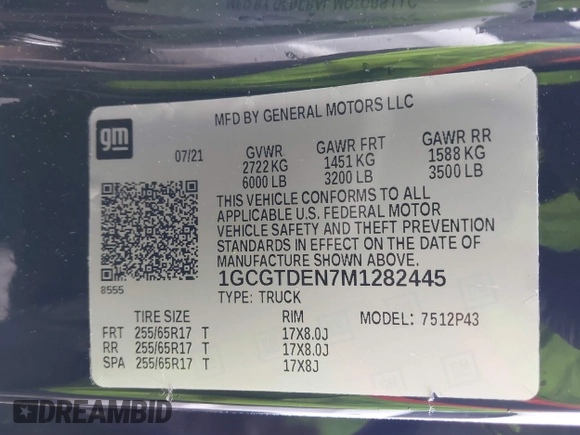 MFD BY GENERAL MOTORS LLC
gm
07/21 GVWR GAWR FRT GAWR RR
2722 KG 1451 KG 1588 KG
6000 LB 3200 LB 3500 LB
THIS VEHICLE CONFORMS TO ALL
APPLICABLE U.S. FEDERAL MOTOR
VEHICLE SAFETY AND THEFT PREVENTION
STANDARDS IN EFFECT ON THE DATE OF
MANUFACTURE SHOWN ABOVE.
8555
1GCGTDEN7M1282445
TYPE: TRUCK
TIRE SIZE RIM MODEL: 7512P43
FRT 255/65R17 T 17X8.0J
RR 255/65R17 T 17X8.0J
SPA 255/65R17 T 17X8J
DREAMBID